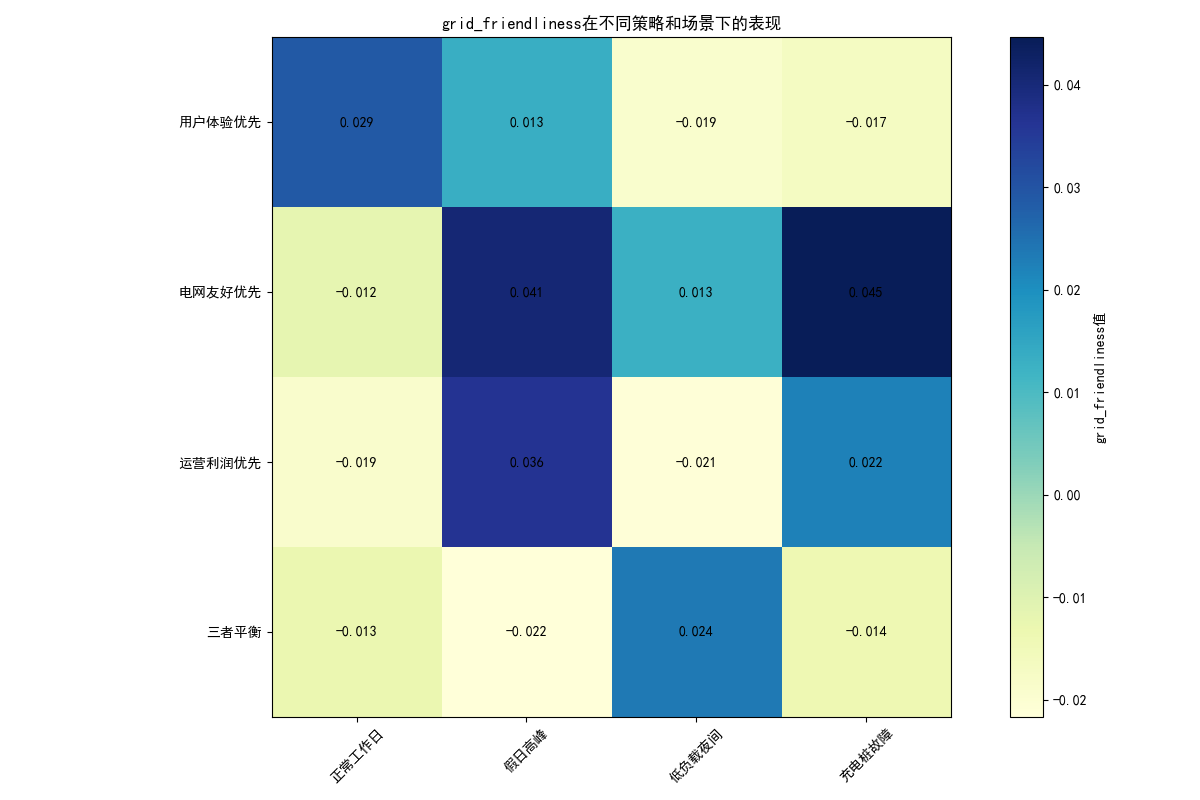 grid_friendliness在不同策略和场景下的表现
用户体验优先
0.029
0.013
-0.019
-0.017
电网友好优先
-0.012
0.041
0.013
0.045
运营利润优先
-0.019
0.036
-0.021
0.022
三者平衡
-0.013
-0.022
0.024
-0.014
正常工作日
假日高峰
低负载夜间
充电桩故障
0.04
0.03
0.02
0.01
0.00
-0.01
-0.02
grid_friendliness值